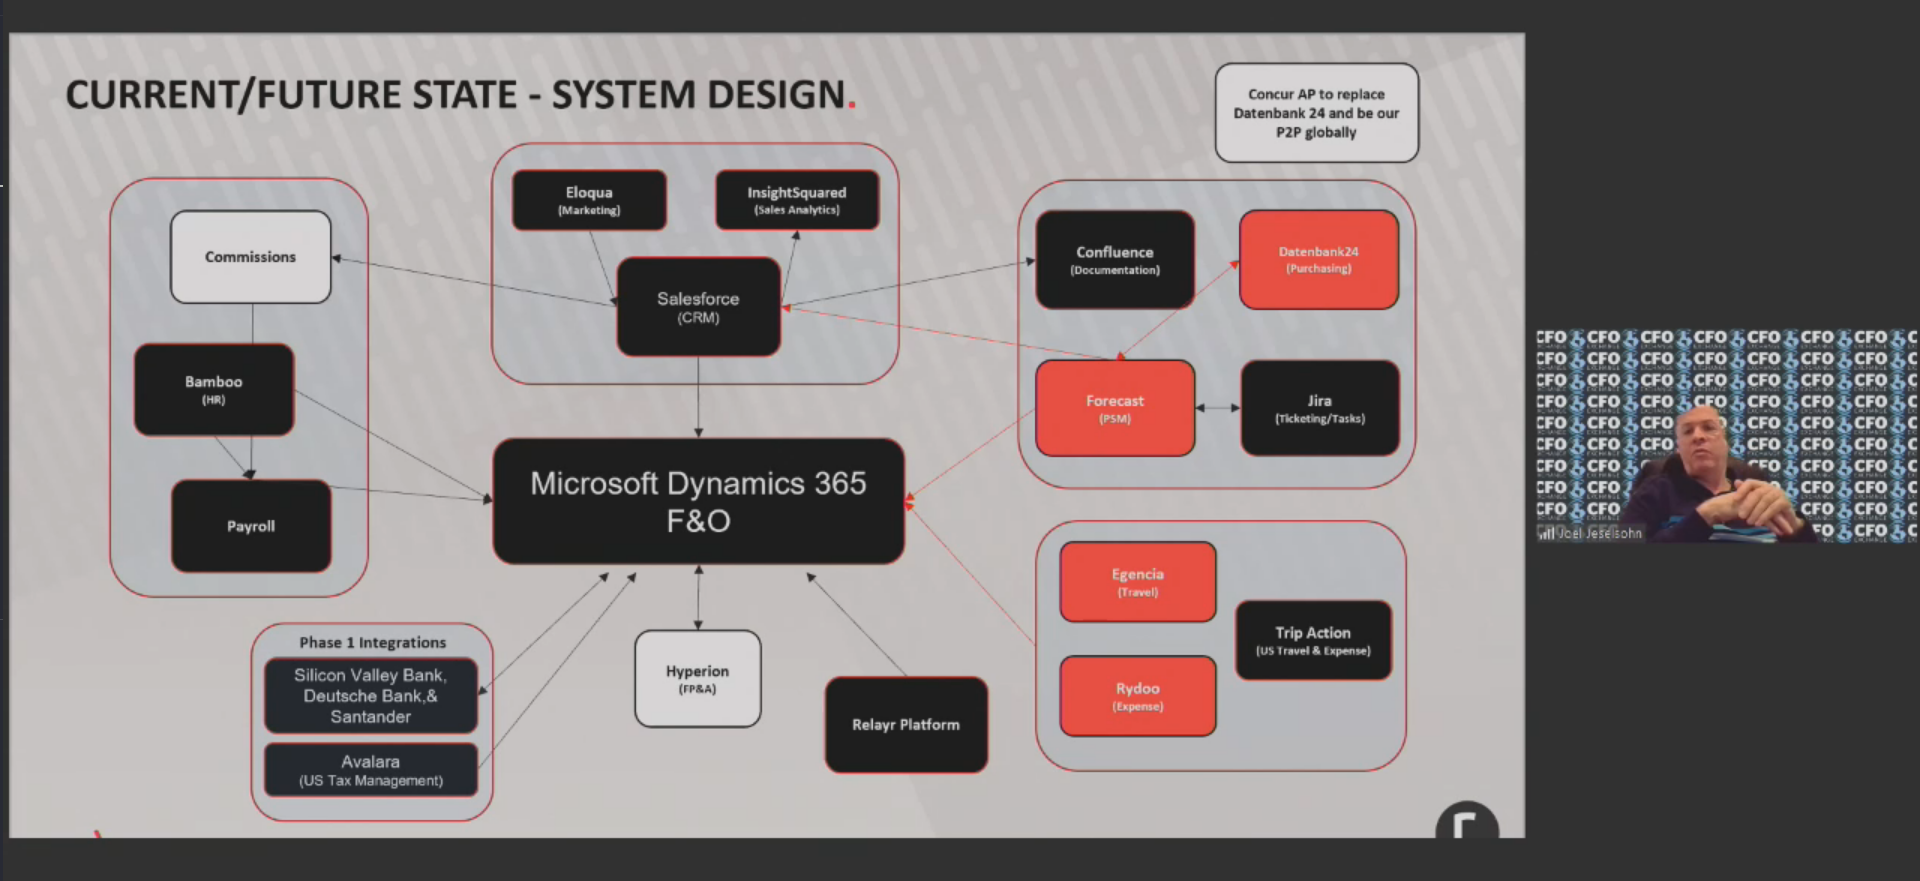 CURRENT/FUTURE STATE - SYSTEM DESIGN.
Concur AP to replace
Datenbank 24 and be our
P2P globally
Commissions
Bamboo
(HR)
Payroll
Eloqua
(Marketing)
InsightSquared
(Sales Analytics)
Salesforce
(CRM)
Confluence
(Documentation)
Datenbank24
(Purchasing)
Forecast
(PSM)
Jira
(Ticketing/Tasks)
Microsoft Dynamics 365
F&O
Egencia
(Travel)
Trip Action
(US Travel & Expense)
Rydoo
(Expense)
Phase 1 Integrations
Silicon Valley Bank,
Deutsche Bank,&
Santander
Avalara
(US Tax Management)
Hyperion
(FP&A)
Relayr Platform
CFO CFO CFO CFO CFO CFO CFO
Joel Jeselsohn